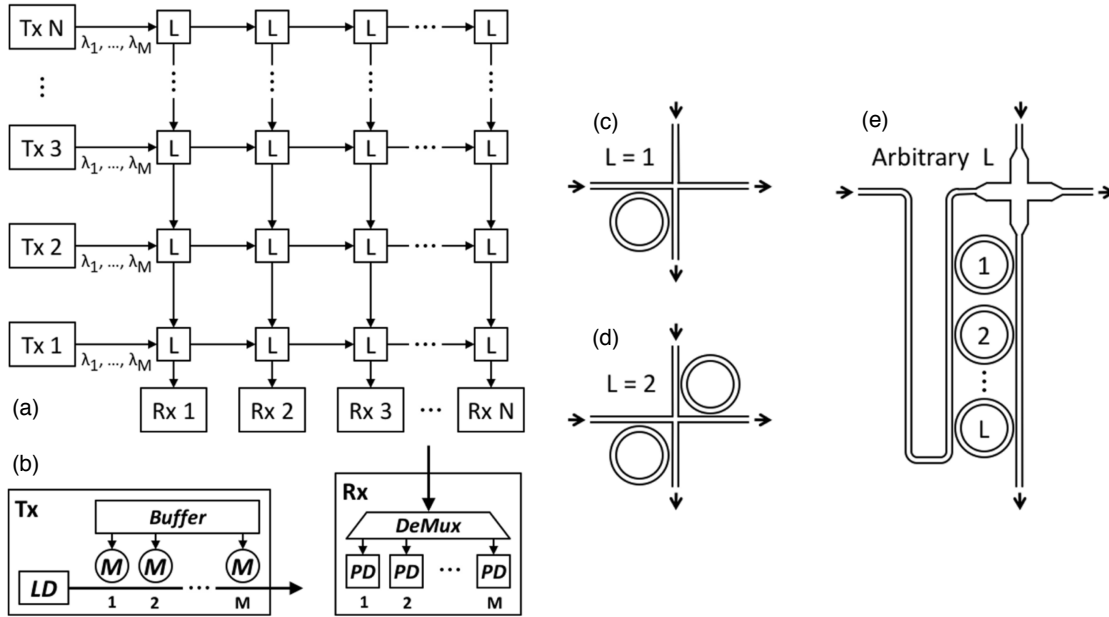 Tx N
λ1, ..., λM
L L L ... L
Tx 3
λ1, ..., λM
L L L ... L
Tx 2
λ1, ..., λM
L L L ... L
Tx 1
λ1, ..., λM
L L L ... L
(a)
Rx 1 Rx 2 Rx 3 ... Rx N
(b)
Tx
Buffer
LD
M M ... M
1 2 M
Rx
DeMux
PD PD ... PD
1 2 M
(c)
L = 1
(d)
L = 2
(e)
Arbitrary L
1
2
L